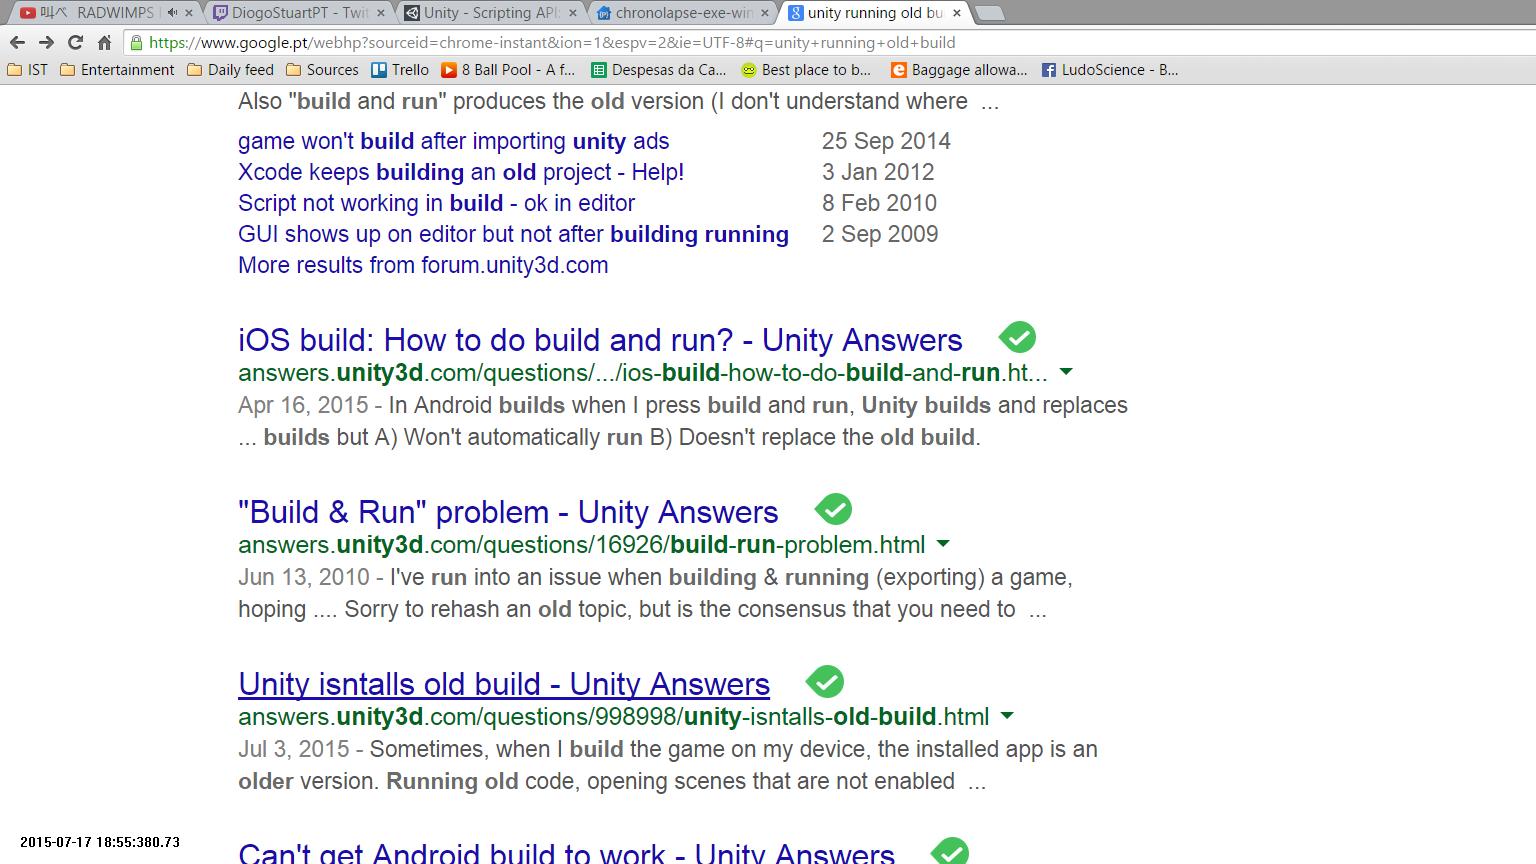 叫べ RADWIMPS
DiogoStuartPT - Twit
Unity - Scripting API:
chronolapse-exe-win
unity running old bu
https://www.google.pt/webhp?sourceid=chrome-instant&ion=1&espv=2&ie=UTF-8#q=unity+running+old+build
IST Entertainment Daily feed Sources Trello 8 Ball Pool - A f... Despesas da Ca... Best place to b... Baggage allowa... LudoScience - B...
Also "build and run" produces the old version (I don't understand where ...
game won't build after importing unity ads 25 Sep 2014
Xcode keeps building an old project - Help! 3 Jan 2012
Script not working in build - ok in editor 8 Feb 2010
GUI shows up on editor but not after building running 2 Sep 2009
More results from forum.unity3d.com
iOS build: How to do build and run? - Unity Answers
answers.unity3d.com/questions/.../ios-build-how-to-do-build-and-run.ht...
Apr 16, 2015 - In Android builds when I press build and run, Unity builds and replaces
... builds but A) Won't automatically run B) Doesn't replace the old build.
"Build & Run" problem - Unity Answers
answers.unity3d.com/questions/16926/build-run-problem.html
Jun 13, 2010 - I've run into an issue when building & running (exporting) a game,
hoping .... Sorry to rehash an old topic, but is the consensus that you need to ...
Unity isntalls old build - Unity Answers
answers.unity3d.com/questions/998998/unity-isntalls-old-build.html
Jul 3, 2015 - Sometimes, when I build the game on my device, the installed app is an
older version. Running old code, opening scenes that are not enabled ...
2015-07-17 18:55:380.73
Can't get Android build to work - Unity Answers